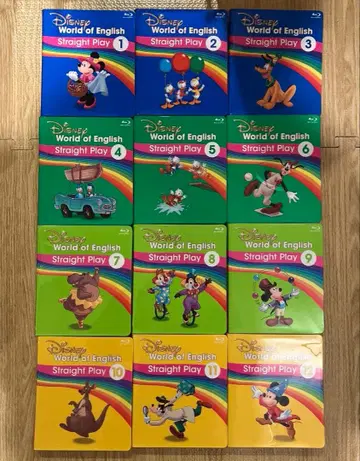 Disney
World of English
Straight Play 1
Disney
World of English
Straight Play 2
Disney
World of English
Straight Play 3
Disney
World of English
Straight Play 4
Disney
World of English
Straight Play 5
Disney
World of English
Straight Play 6
Disney
World of English
Straight Play 7
Disney
World of English
Straight Play 8
Disney
World of English
Straight Play 9
Disney
World of English
Straight Play 10
Disney
World of English
Straight Play 11
Disney
World of English
Straight Play 12